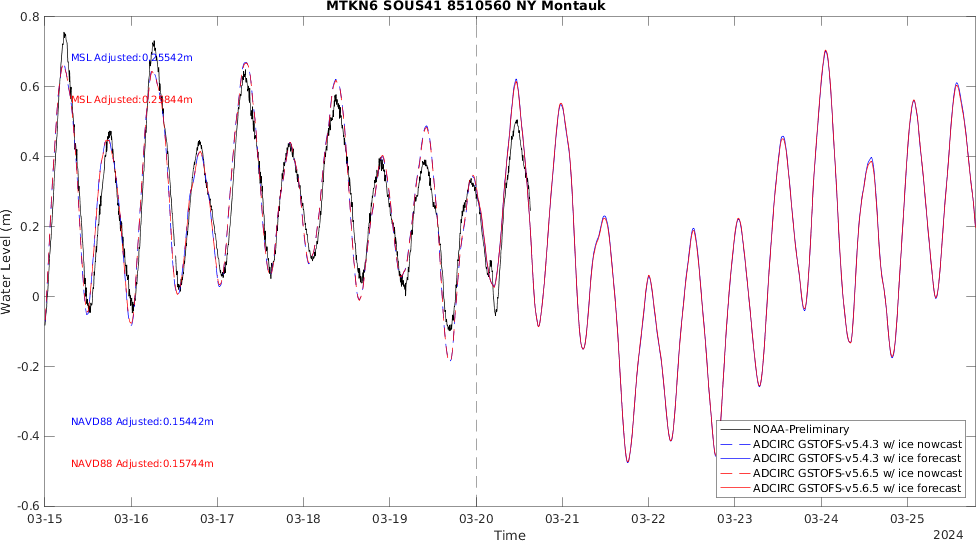 MTKN6 SOUS41 8510560 NY Montauk
0.8
0.6
0.4
0.2
0
-0.2
-0.4
-0.6
Water Level (m)
MSL Adjusted:0.25542m
MSL Adjusted:0.25844m
NAVD88 Adjusted:0.15442m
NAVD88 Adjusted:0.15744m
NOAA-Preliminary
ADCIRC GSTOFS-v5.4.3 w/ ice nowcast
ADCIRC GSTOFS-v5.4.3 w/ ice forecast
ADCIRC GSTOFS-v5.6.5 w/ ice nowcast
ADCIRC GSTOFS-v5.6.5 w/ ice forecast
03-15 03-16 03-17 03-18 03-19 03-20 03-21 03-22 03-23 03-24 03-25
Time
2024